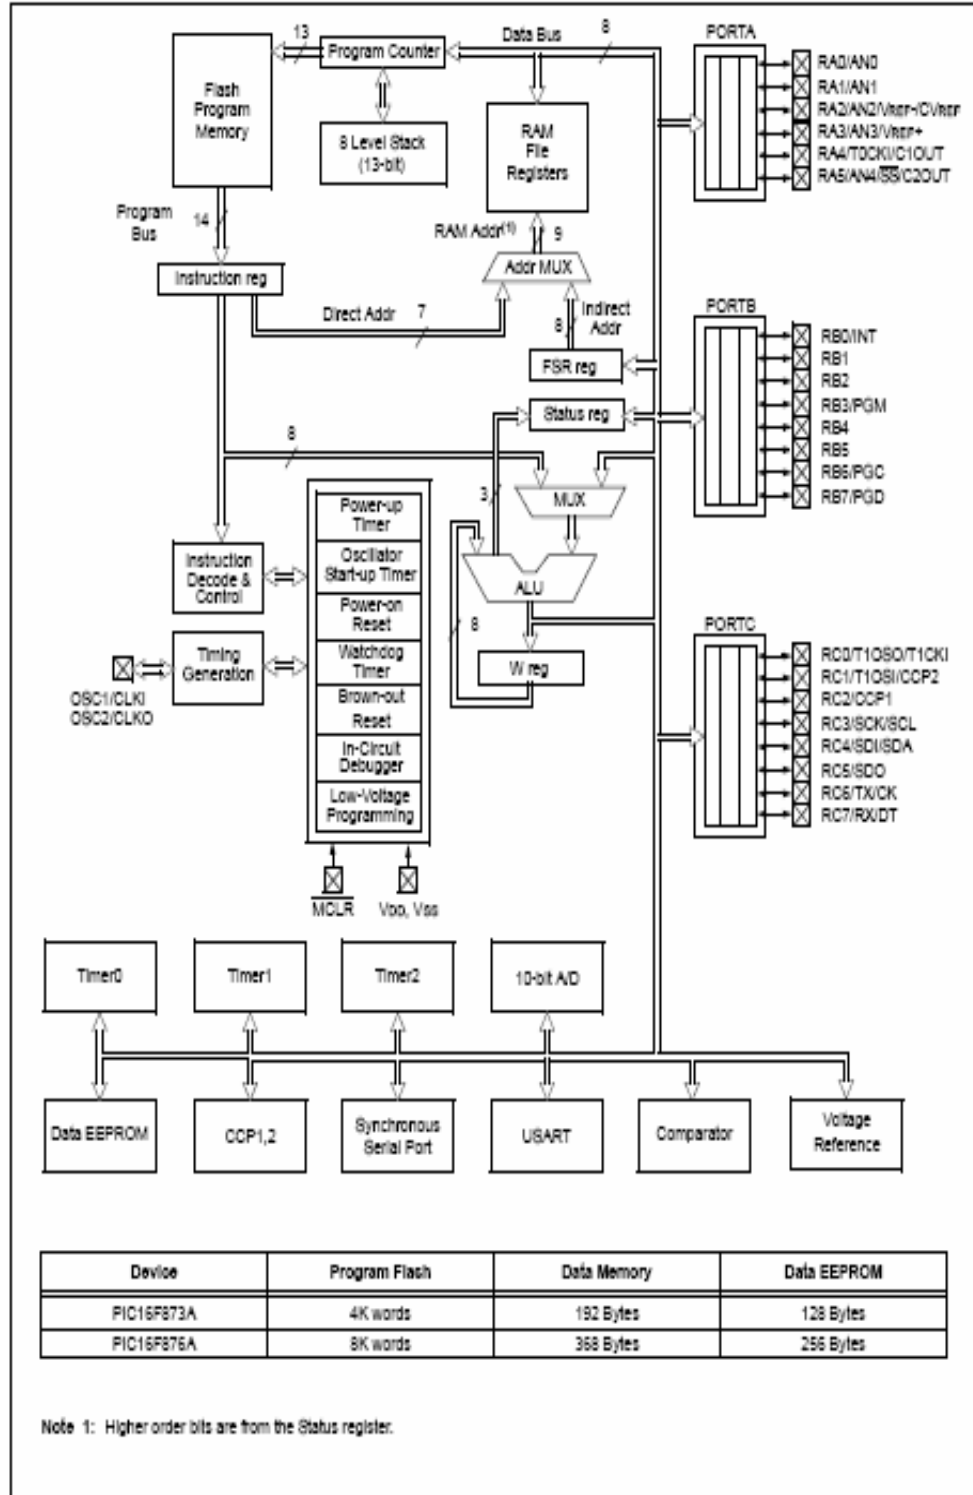 13
Program Counter
Data Bus
8
PORTA
Flash
Program
Memory
8 Level Stack
(13-bit)
RAM
File
Registers
RA0/AN0
RA1/AN1
RA2/AN2/VREF-/CVREF
RA3/AN3/VREF+
RA4/T0CKI/C1OUT
RA5/AN4/SS/C2OUT
Program
Bus
14
RAM Addr(1)
9
Addr MUX
Instruction reg
Direct Addr
7
8
Indirect
Addr
FSR reg
Status reg
PORTB
RB0/INT
RB1
RB2
RB3/PGM
RB4
RB5
RB6/PGC
RB7/PGD
8
3
MUX
Power-up
Timer
Oscillator
Start-up Timer
Power-on
Reset
Watchdog
Timer
Brown-out
Reset
In-Circuit
Debugger
Low-Voltage
Programming
Instruction
Decode &
Control
Timing
Generation
OSC1/CLKI
OSC2/CLKO
ALU
8
W reg
PORTC
RC0/T1OSO/T1CKI
RC1/T1OSI/CCP2
RC2/CCP1
RC3/SCK/SCL
RC4/SDI/SDA
RC5/SDO
RC6/TX/CK
RC7/RX/DT
MCLR
VDD, VSS
Timer0
Timer1
Timer2
10-bit A/D
Data EEPROM
CCP1,2
Synchronous
Serial Port
USART
Comparator
Voltage
Reference
Device Program Flash Data Memory Data EEPROM
PIC16F873A 4K words 192 Bytes 128 Bytes
PIC16F876A 8K words 368 Bytes 256 Bytes
Note 1: Higher order bits are from the Status register.